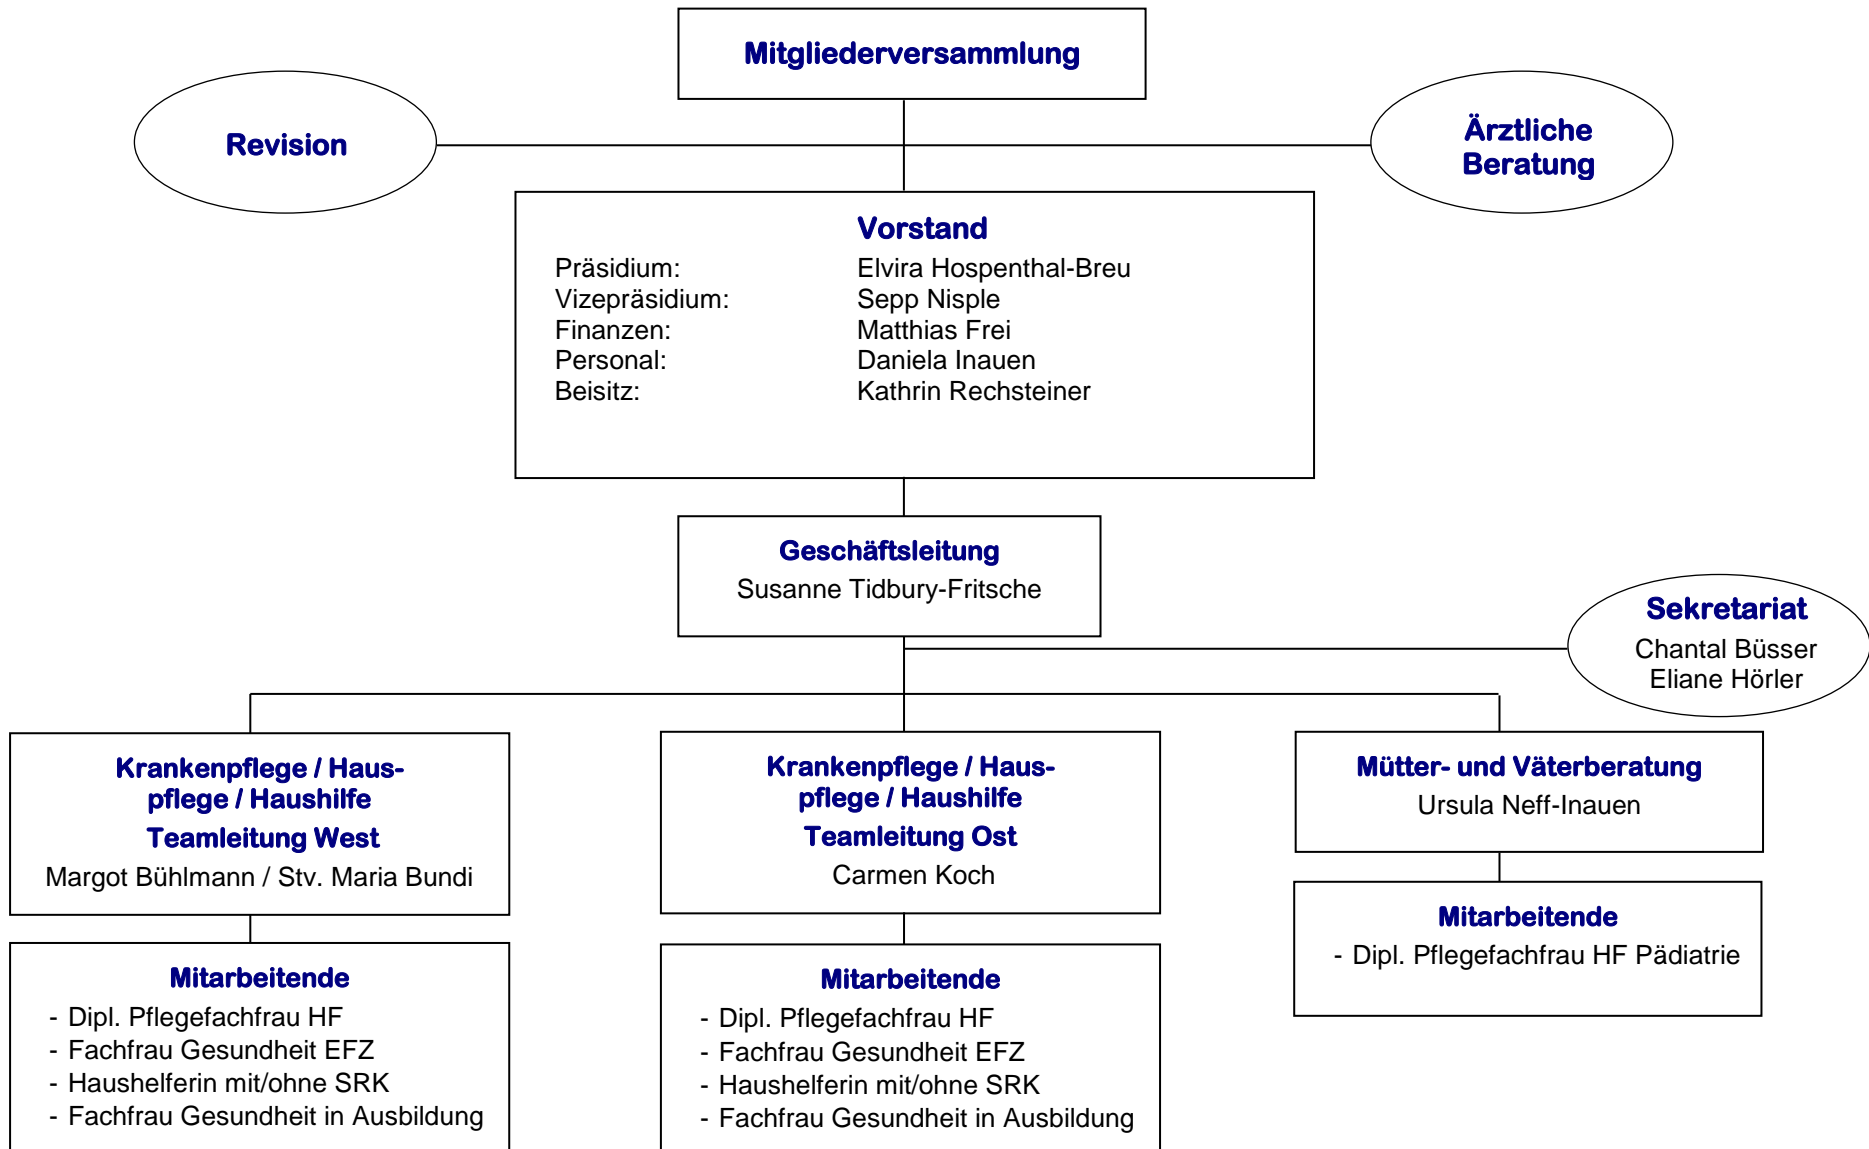 Mitgliederversammlung
Revision
Ärztliche
Beratung
Vorstand
Präsidium: Elvira Hospenthal-Breu
Vizepräsidium: Sepp Nisple
Finanzen: Matthias Frei
Personal: Daniela Inauen
Beisitz: Kathrin Rechsteiner
Geschäftsleitung
Susanne Tidbury-Fritsche
Sekretariat
Chantal Büsser
Eliane Hörler
Krankenpflege / Haus-
pflege / Haushilfe
Teamleitung West
Margot Bühlmann / Stv. Maria Bundi
Krankenpflege / Haus-
pflege / Haushilfe
Teamleitung Ost
Carmen Koch
Mütter- und Väterberatung
Ursula Neff-Inauen
Mitarbeitende
- Dipl. Pflegefachfrau HF
- Fachfrau Gesundheit EFZ
- Haushelferin mit/ohne SRK
- Fachfrau Gesundheit in Ausbildung
Mitarbeitende
- Dipl. Pflegefachfrau HF
- Fachfrau Gesundheit EFZ
- Haushelferin mit/ohne SRK
- Fachfrau Gesundheit in Ausbildung
Mitarbeitende
- Dipl. Pflegefachfrau HF Pädiatrie